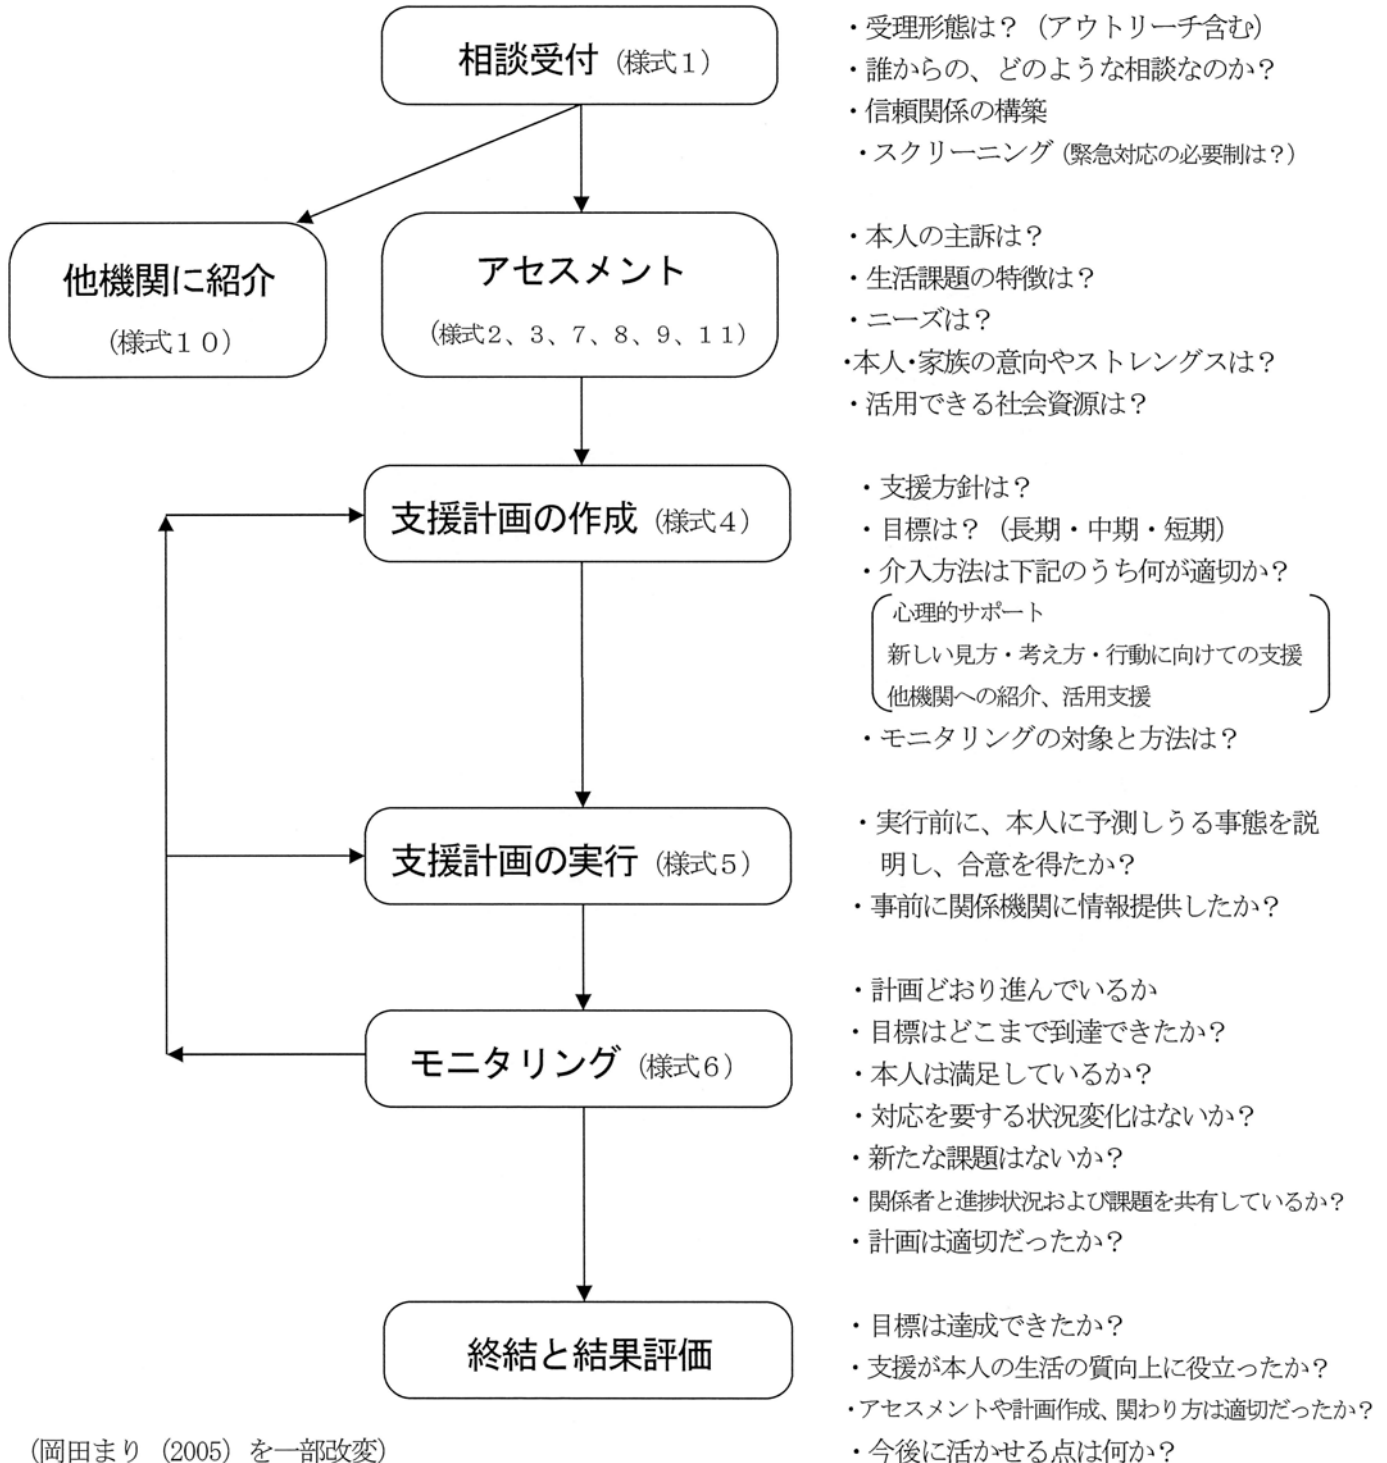 相談受付（様式１）
・受理形態は？（アウトリーチ含む）
・誰からの、どのような相談なのか？
・信頼関係の構築
・スクリーニング（緊急対応の必要制は？）
他機関に紹介
（様式１０）
アセスメント
（様式２、３、７、８、９、１１）
・本人の主訴は？
・生活課題の特徴は？
・ニーズは？
・本人・家族の意向やストレングスは？
・活用できる社会資源は？
支援計画の作成（様式４）
・支援方針は？
・目標は？（長期・中期・短期）
・介入方法は下記のうち何が適切か？
心理的サポート
新しい見方・考え方・行動に向けての支援
他機関への紹介、活用支援
・モニタリングの対象と方法は？
支援計画の実行（様式５）
・実行前に、本人に予測しうる事態を説
明し、合意を得たか？
・事前に関係機関に情報提供したか？
モニタリング（様式６）
・計画どおり進んでいるか
・目標はどこまで到達できたか？
・本人は満足しているか？
・対応を要する状況変化はないか？
・新たな課題はないか？
・関係者と進捗状況および課題を共有しているか？
・計画は適切だったか？
終結と結果評価
・目標は達成できたか？
・支援が本人の生活の質向上に役立ったか？
・アセスメントや計画作成、関わり方は適切だったか？
・今後に活かせる点は何か？
（岡田まり（2005）を一部改変）